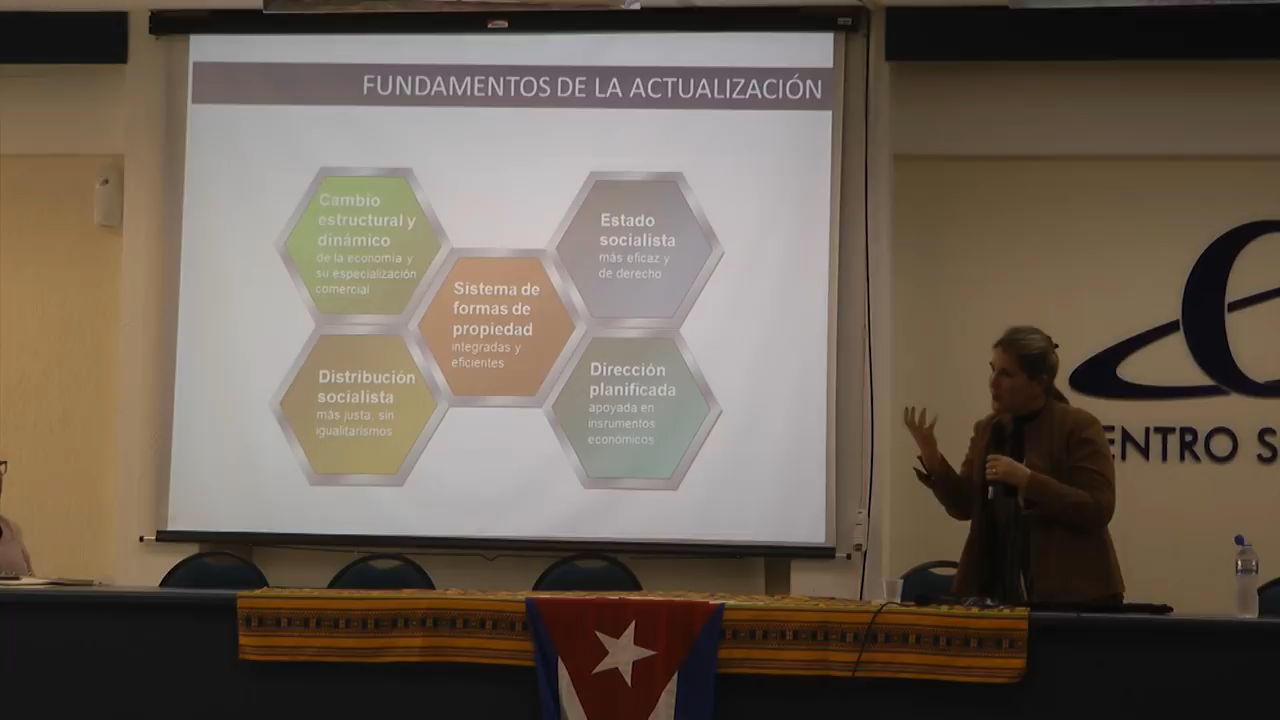 FUNDAMENTOS DE LA ACTUALIZACIÓN
Cambio
estructural y
dinámico
de la economía y
su especialización
comercial
Estado
socialista
más eficaz y
de derecho
Sistema de
formas de
propiedad
integradas y
eficientes
Distribución
socialista
más justa, sin
igualitarismos
Dirección
planificada
apoyada en
insrumentos
económicos
ENTRO S